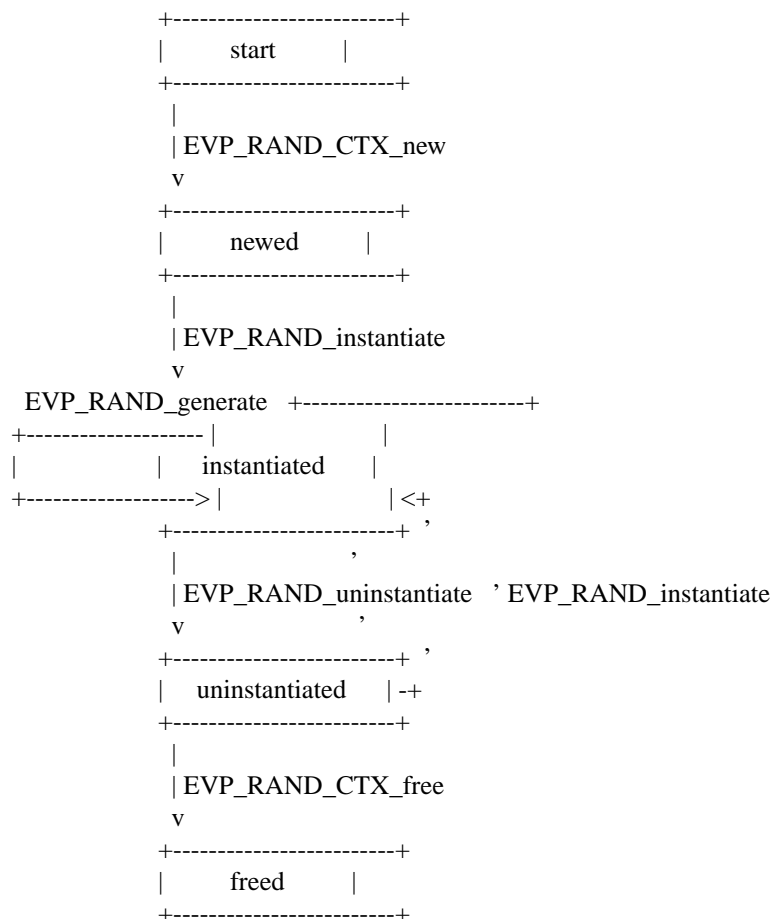 +-------------------------+
| start |
+-------------------------+
|
| EVP_RAND_CTX_new
v
+-------------------------+
| newed |
+-------------------------+
|
| EVP_RAND_instantiate
v
EVP_RAND_generate +-------------------------+
+-------------------- | |
| | instantiated |
+-------------------> | | <+
+-------------------------+ '
| '
| EVP_RAND_uninstantiate ' EVP_RAND_instantiate
v '
+-------------------------+ '
| uninstantiated | -+
+-------------------------+
|
| EVP_RAND_CTX_free
v
+-------------------------+
| freed |
+-------------------------+